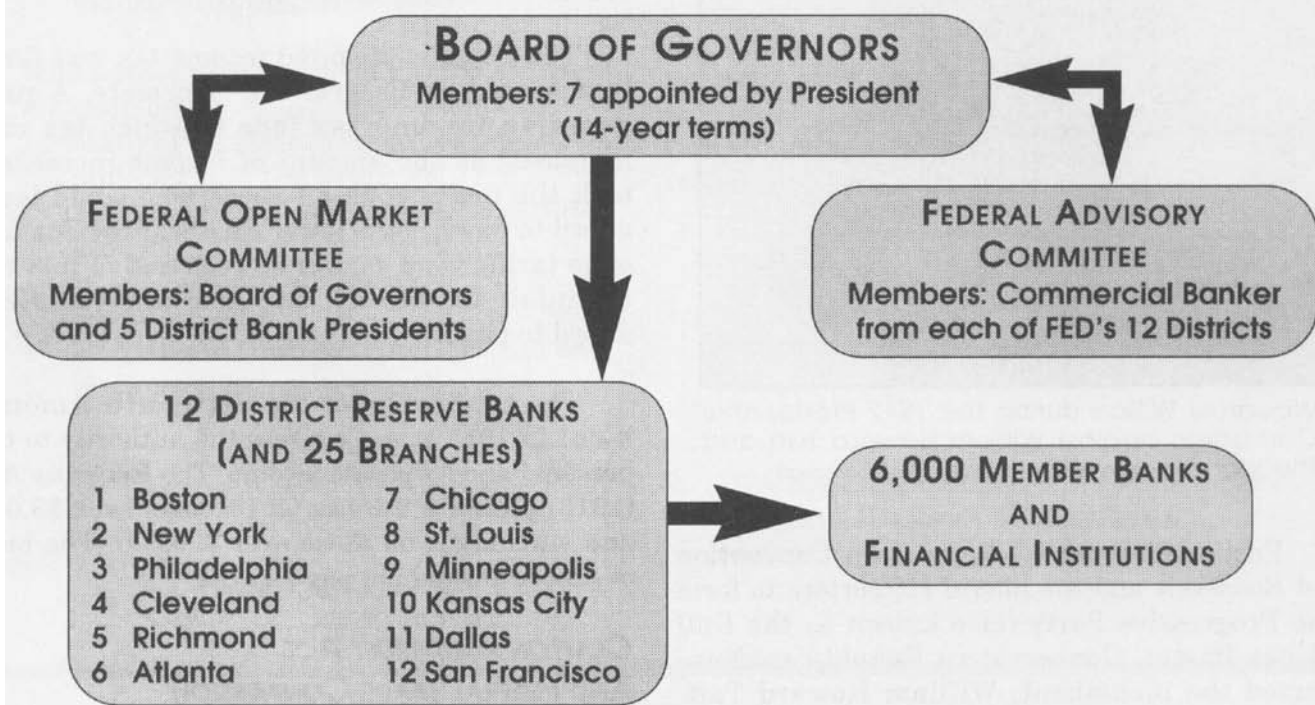 BOARD OF GOVERNORS
Members: 7 appointed by President
(14-year terms)
FEDERAL OPEN MARKET
COMMITTEE
Members: Board of Governors
and 5 District Bank Presidents
FEDERAL ADVISORY
COMMITTEE
Members: Commercial Banker
from each of FED's 12 Districts
12 DISTRICT RESERVE BANKS
(AND 25 BRANCHES)
1 Boston 7 Chicago
2 New York 8 St. Louis
3 Philadelphia 9 Minneapolis
4 Cleveland 10 Kansas City
5 Richmond 11 Dallas
6 Atlanta 12 San Francisco
6,000 MEMBER BANKS
AND
FINANCIAL INSTITUTIONS